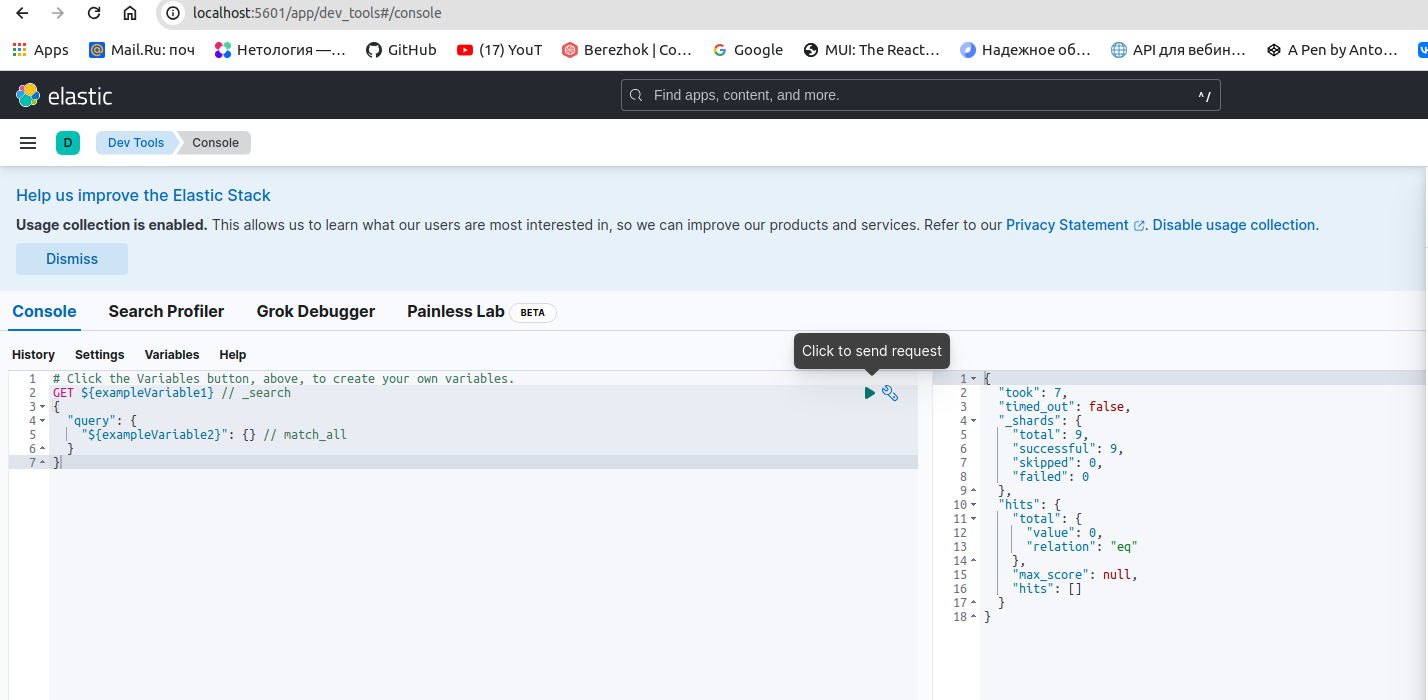 localhost:5601/app/dev_tools#/console
Apps Mail.Ru: поч Нетология —… GitHub (17) YouT Berezhok | Co… Google MUI: The React… Надежное об… API для вебин… A Pen by Anto…
elastic Find apps, content, and more. ^/
D Dev Tools Console
Help us improve the Elastic Stack
Usage collection is enabled. This allows us to learn what our users are most interested in, so we can improve our products and services. Refer to our Privacy Statement. Disable usage collection.
Dismiss
Console Search Profiler Grok Debugger Painless Lab BETA
Click to send request
History Settings Variables Help
1 # Click the Variables button, above, to create your own variables.
2 GET ${exampleVariable1} // _search
3 {
4 "query": {
5 "${exampleVariable2}": {} // match_all
6 }
7 }
1 {
2 "took": 7,
3 "timed_out": false,
4 "_shards": {
5 "total": 9,
6 "successful": 9,
7 "skipped": 0,
8 "failed": 0
9 },
10 "hits": {
11 "total": {
12 "value": 0,
13 "relation": "eq"
14 },
15 "max_score": null,
16 "hits": []
17 }
18 }